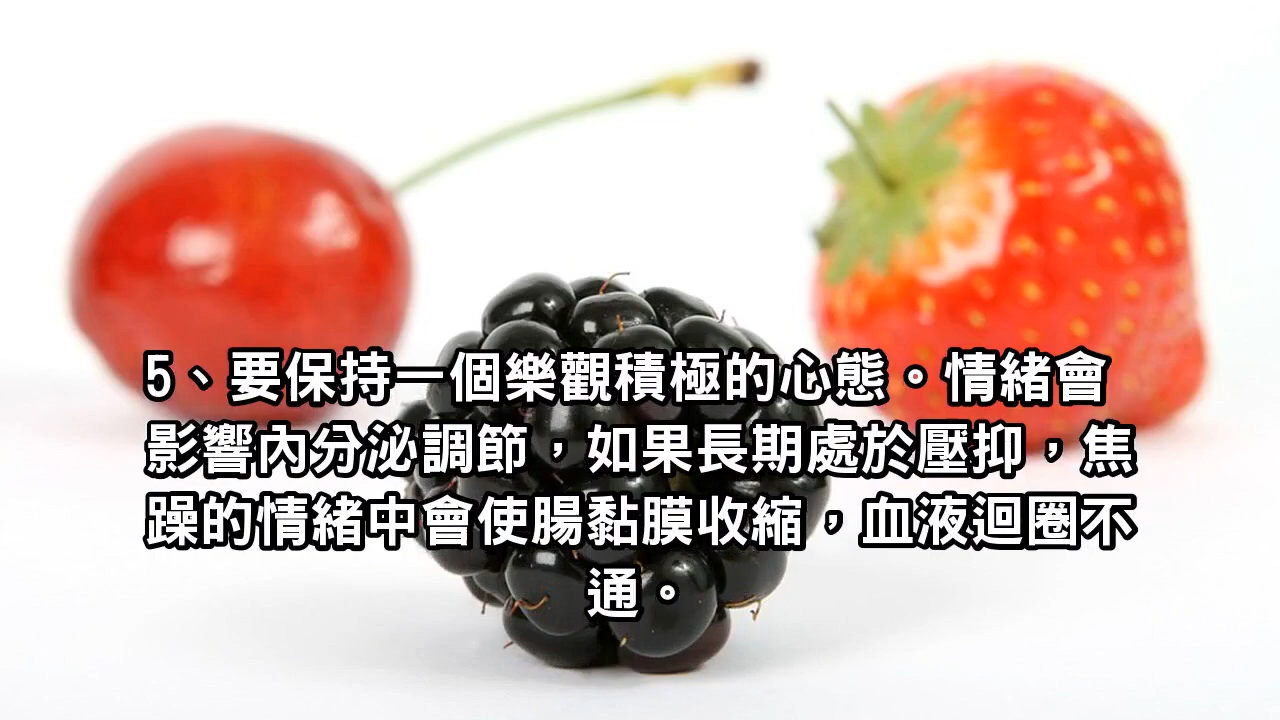 5、要保持一個樂觀積極的心態。情緒會
影響內分泌調節，如果長期處於壓抑，焦
躁的情緒中會使腸黏膜收縮，血液迴圈不
通。